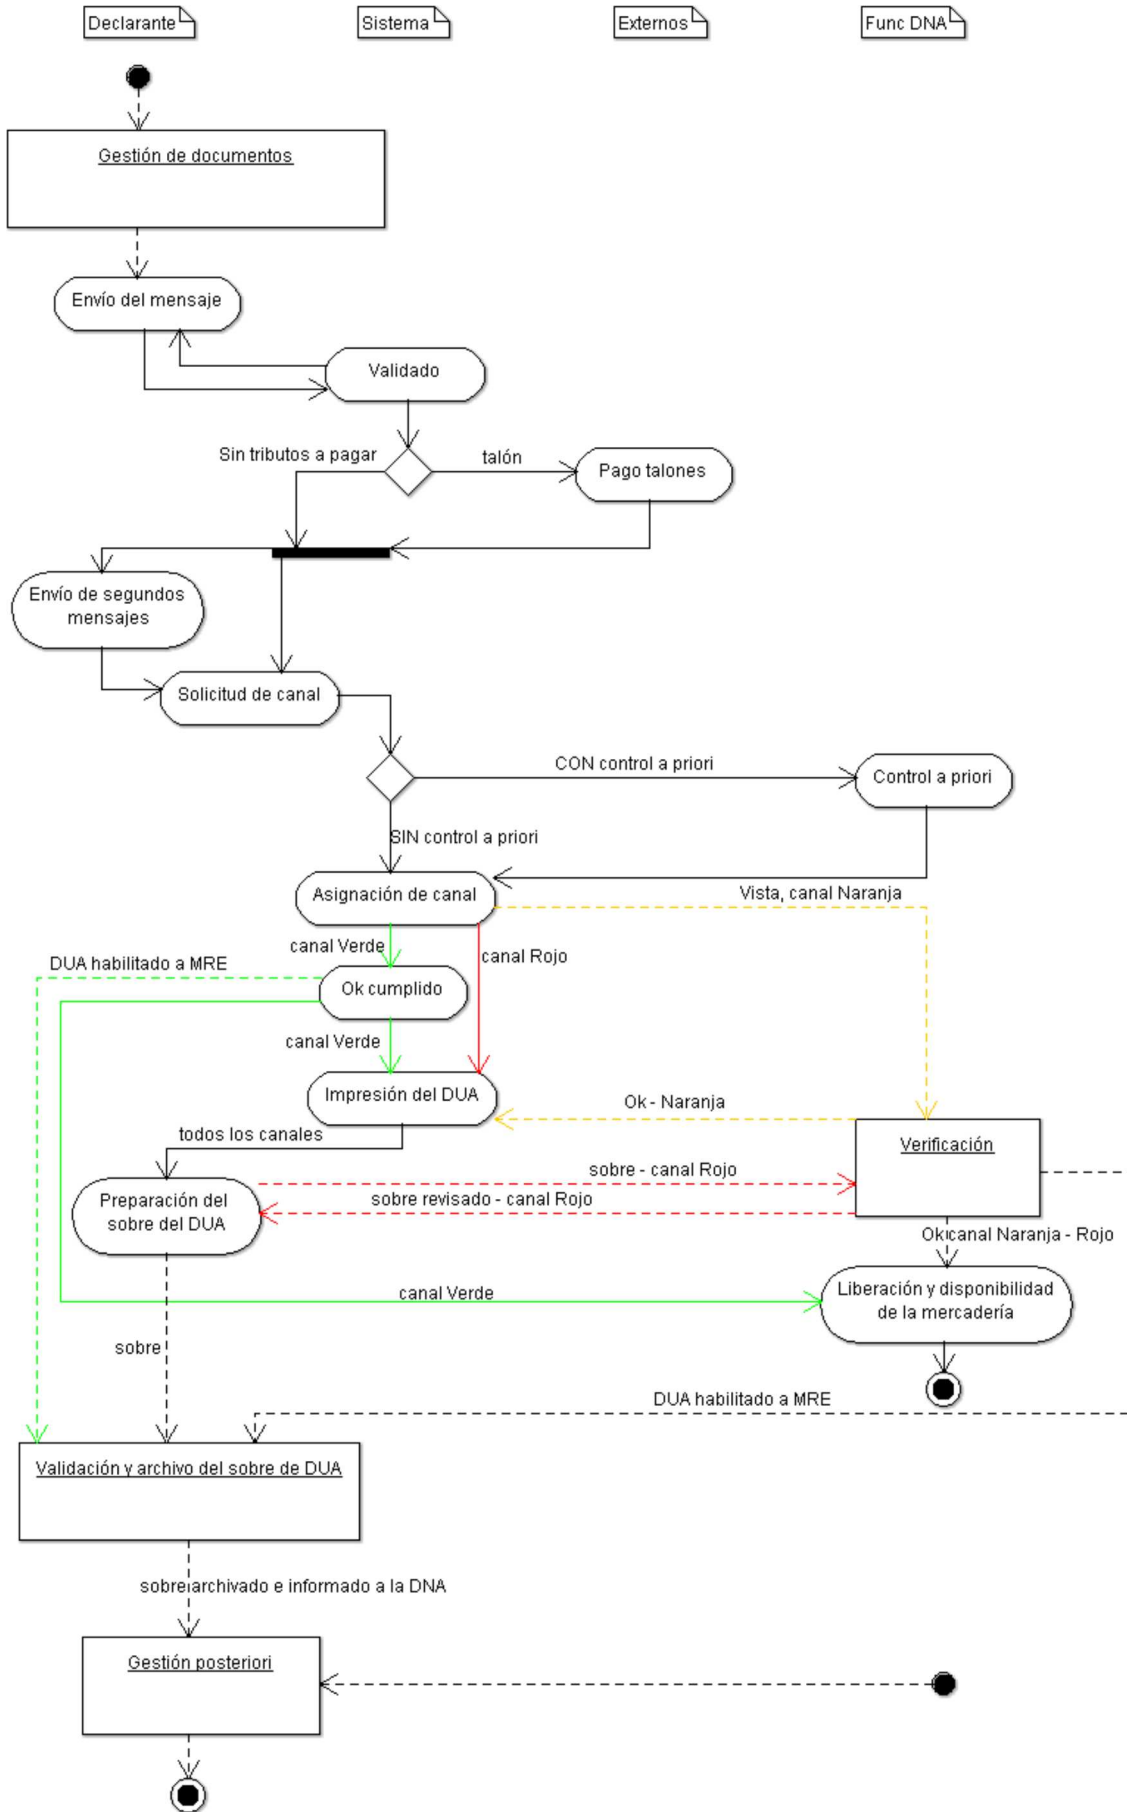 Declarante
Sistema
Externos
Func DNA
Gestión de documentos
Envío del mensaje
Validado
Sin tributos a pagar
talón
Pago talones
Envío de segundos
mensajes
Solicitud de canal
CON control a priori
Control a priori
SIN control a priori
Asignación de canal
Vista, canal Naranja
canal Verde
canal Rojo
DUA habilitado a MRE
Ok cumplido
canal Verde
Impresión del DUA
Ok - Naranja
todos los canales
Verificación
sobre - canal Rojo
sobre revisado - canal Rojo
Preparación del
sobre del DUA
Ok canal Naranja - Rojo
canal Verde
Liberación y disponibilidad
de la mercadería
sobre
DUA habilitado a MRE
Validación y archivo del sobre de DUA
sobre archivado e informado a la DNA
Gestión posteriori